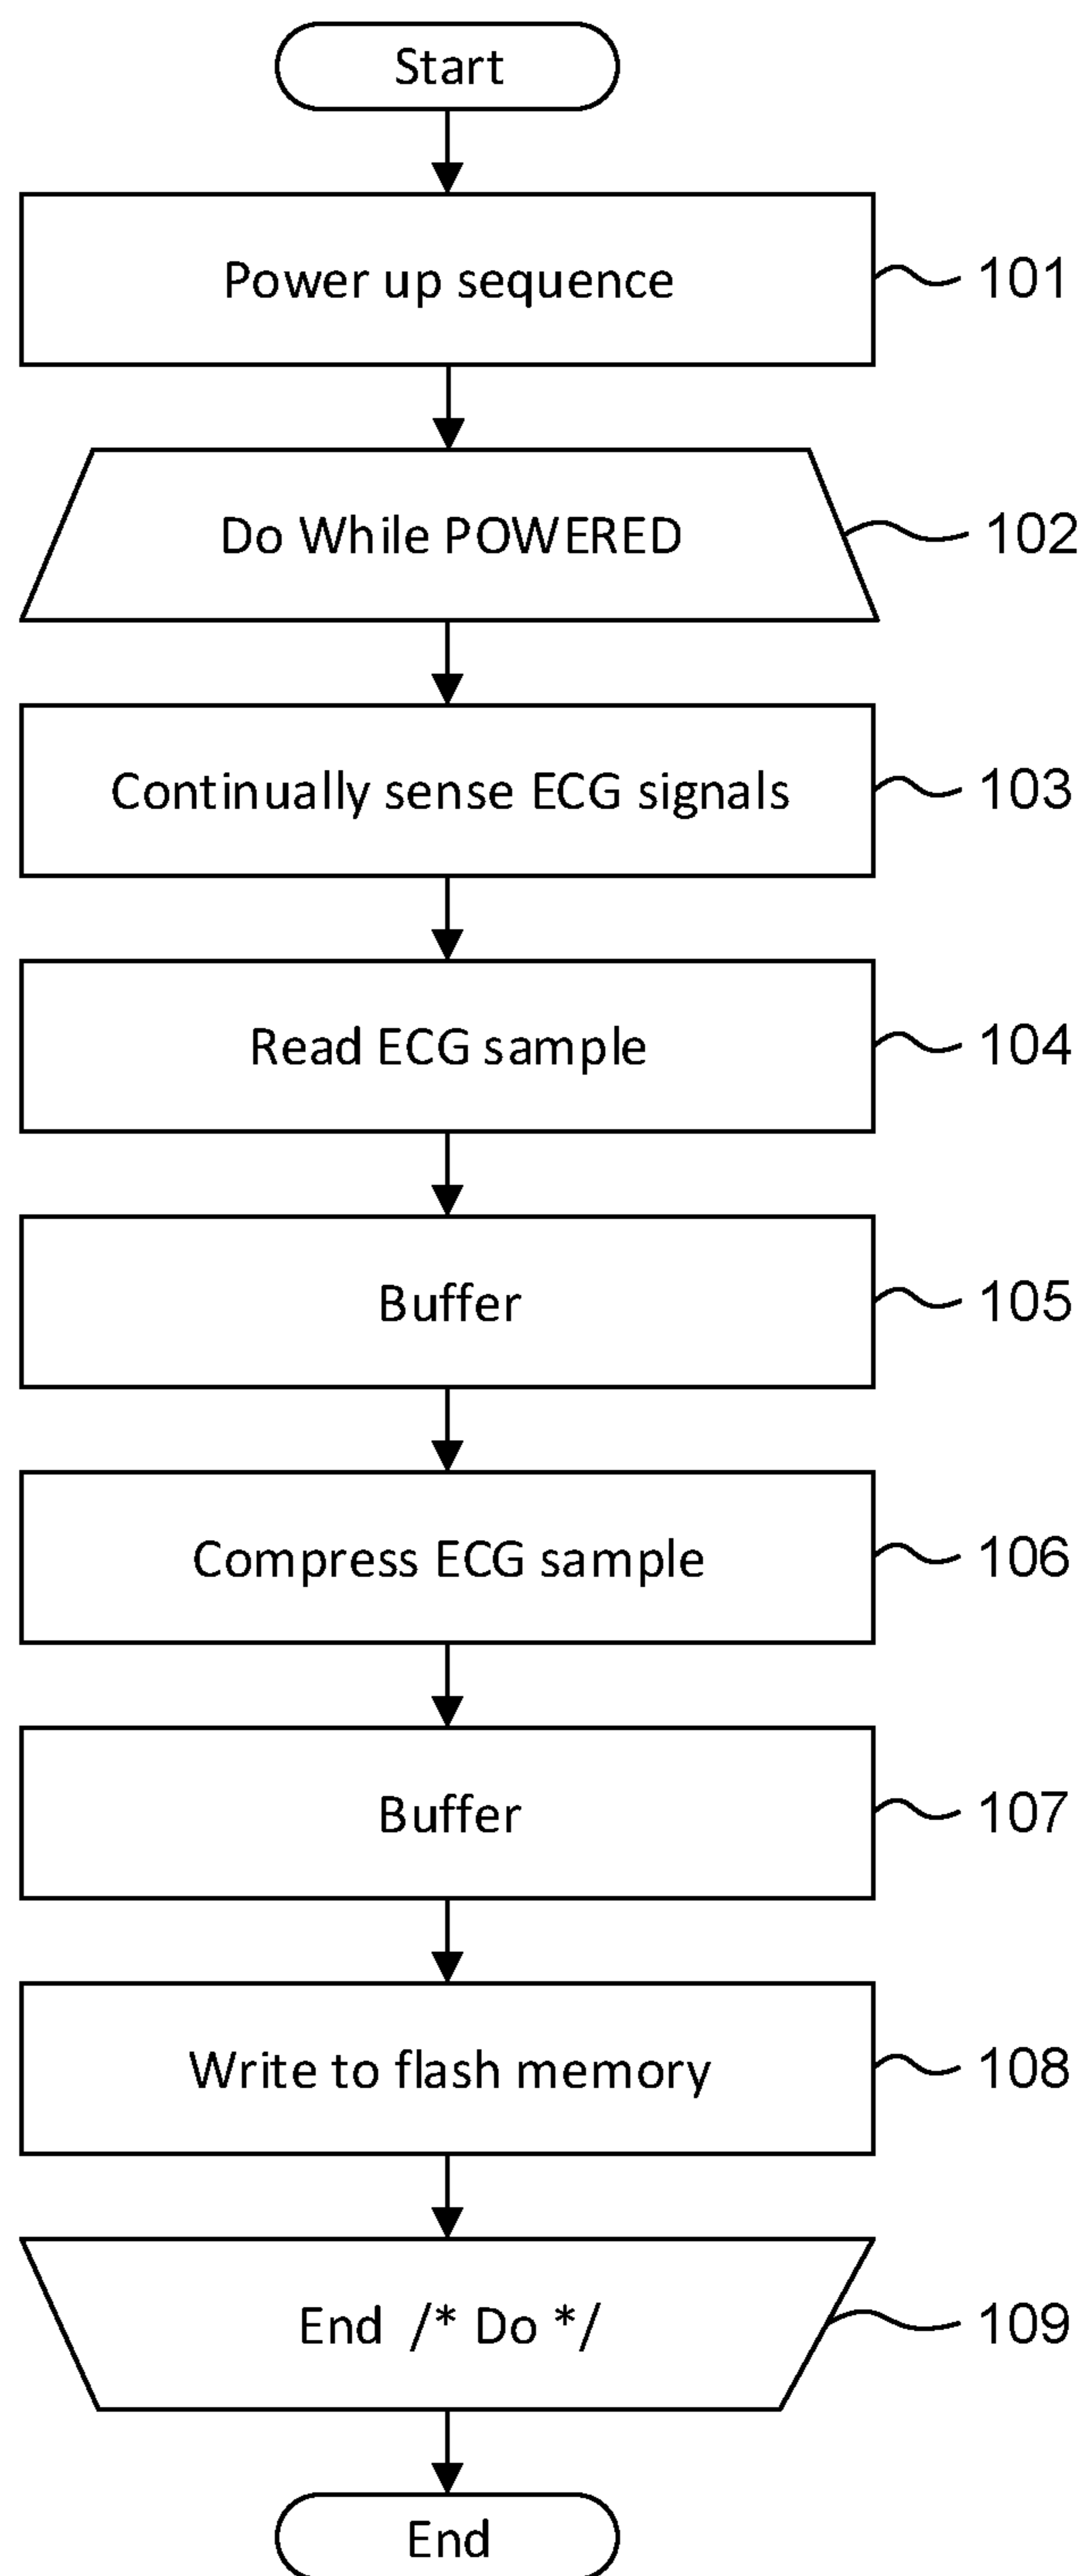 Start
Power up sequence
101
Do While POWERED
102
Continually sense ECG signals
103
Read ECG sample
104
Buffer
105
Compress ECG sample
106
Buffer
107
Write to flash memory
108
End /* Do */
109
End